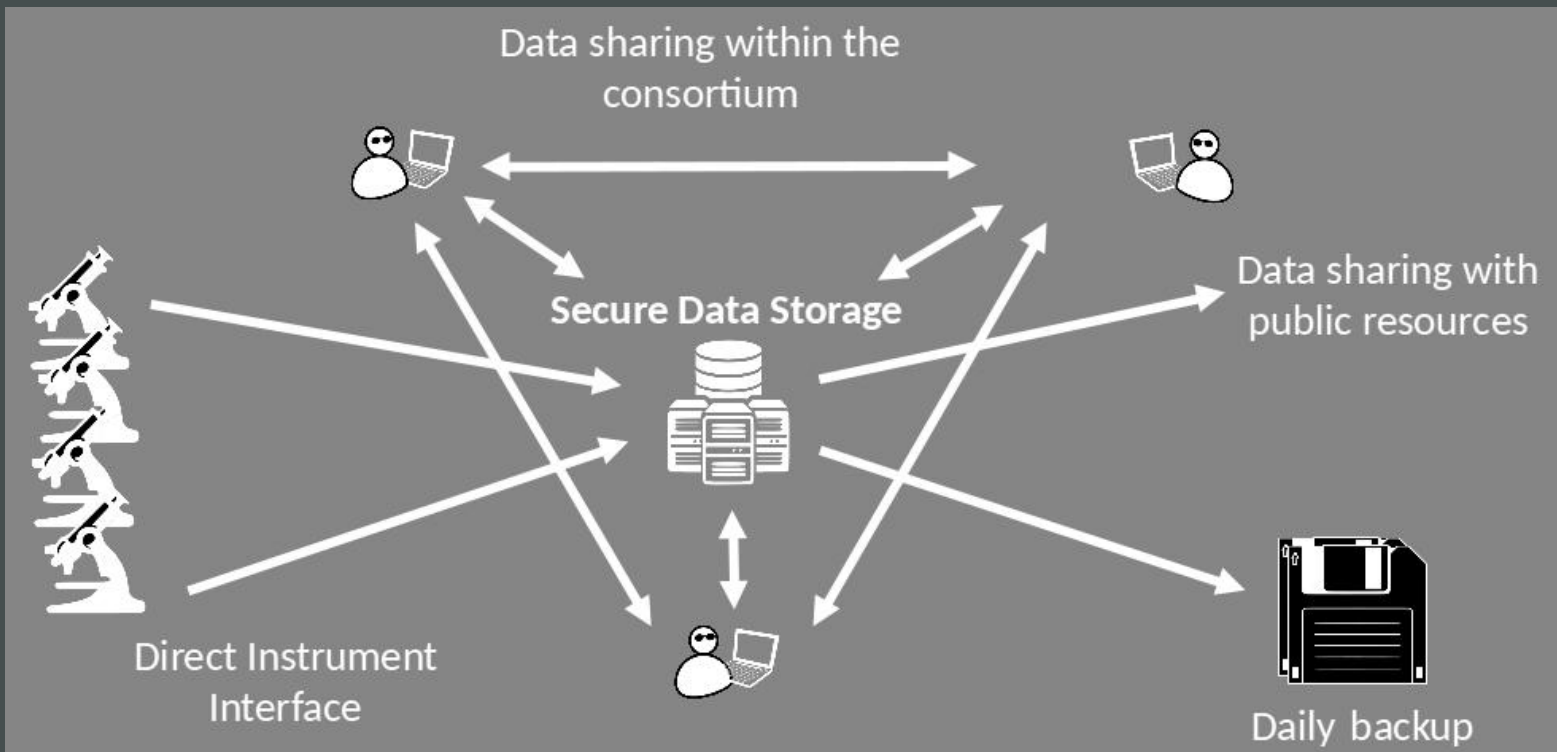 Data sharing within the
consortium
Secure Data Storage
Data sharing with
public resources
Direct Instrument
Interface
Daily backup